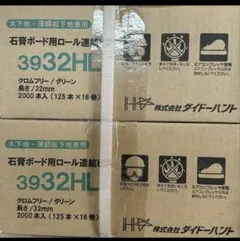 木下地・薄鋼板下地兼用
石膏ボード用ロール連結ビ
3932HL
クロムフリー/グリーン
長さ/32mm
2000本入(125本×16巻)
株式会社ダイドーハント
木下地・薄鋼板下地兼用
石膏ボード用ロール連結ビ
3932HL
クロムフリー/グリーン
長さ/32mm
2000本入(125本×16巻)
株式会社ダイドーハント